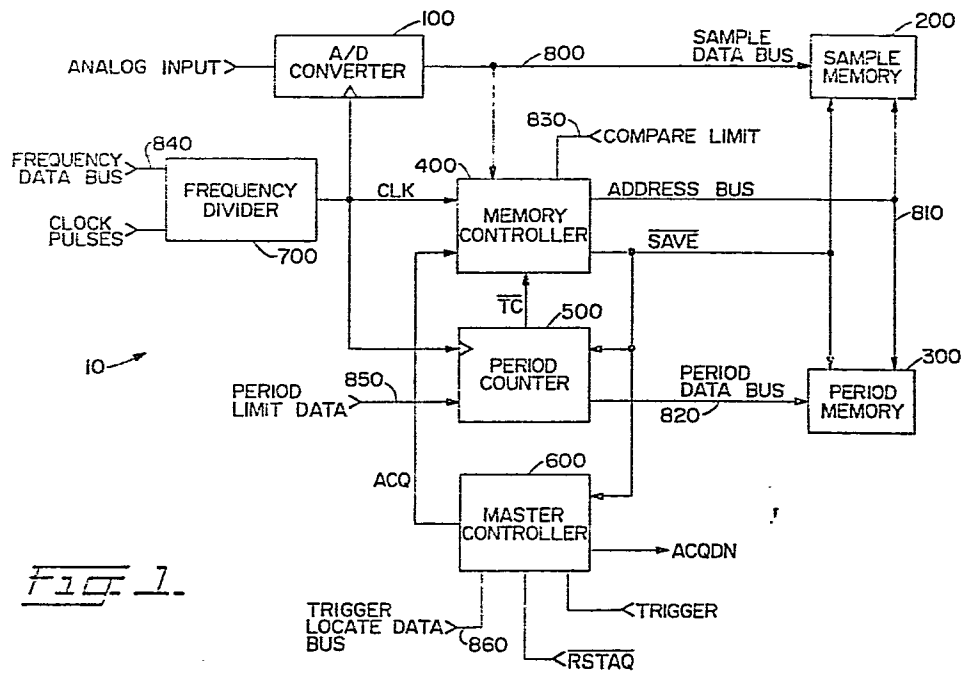 100
200
A/D
CONVERTER
ANALOG INPUT
800
SAMPLE
DATA BUS
SAMPLE
MEMORY
830
COMPARE LIMIT
840
FREQUENCY
DATA BUS
400
FREQUENCY
DIVIDER
CLK
MEMORY
CONTROLLER
ADDRESS BUS
810
CLOCK
PULSES
700
SAVE
TC
500
10
PERIOD
COUNTER
300
PERIOD
LIMIT DATA
850
PERIOD
DATA BUS
820
PERIOD
MEMORY
600
ACQ
MASTER
CONTROLLER
ACQDN
Fig. 1.
TRIGGER
LOCATE DATA
BUS
860
TRIGGER
RSTAQ